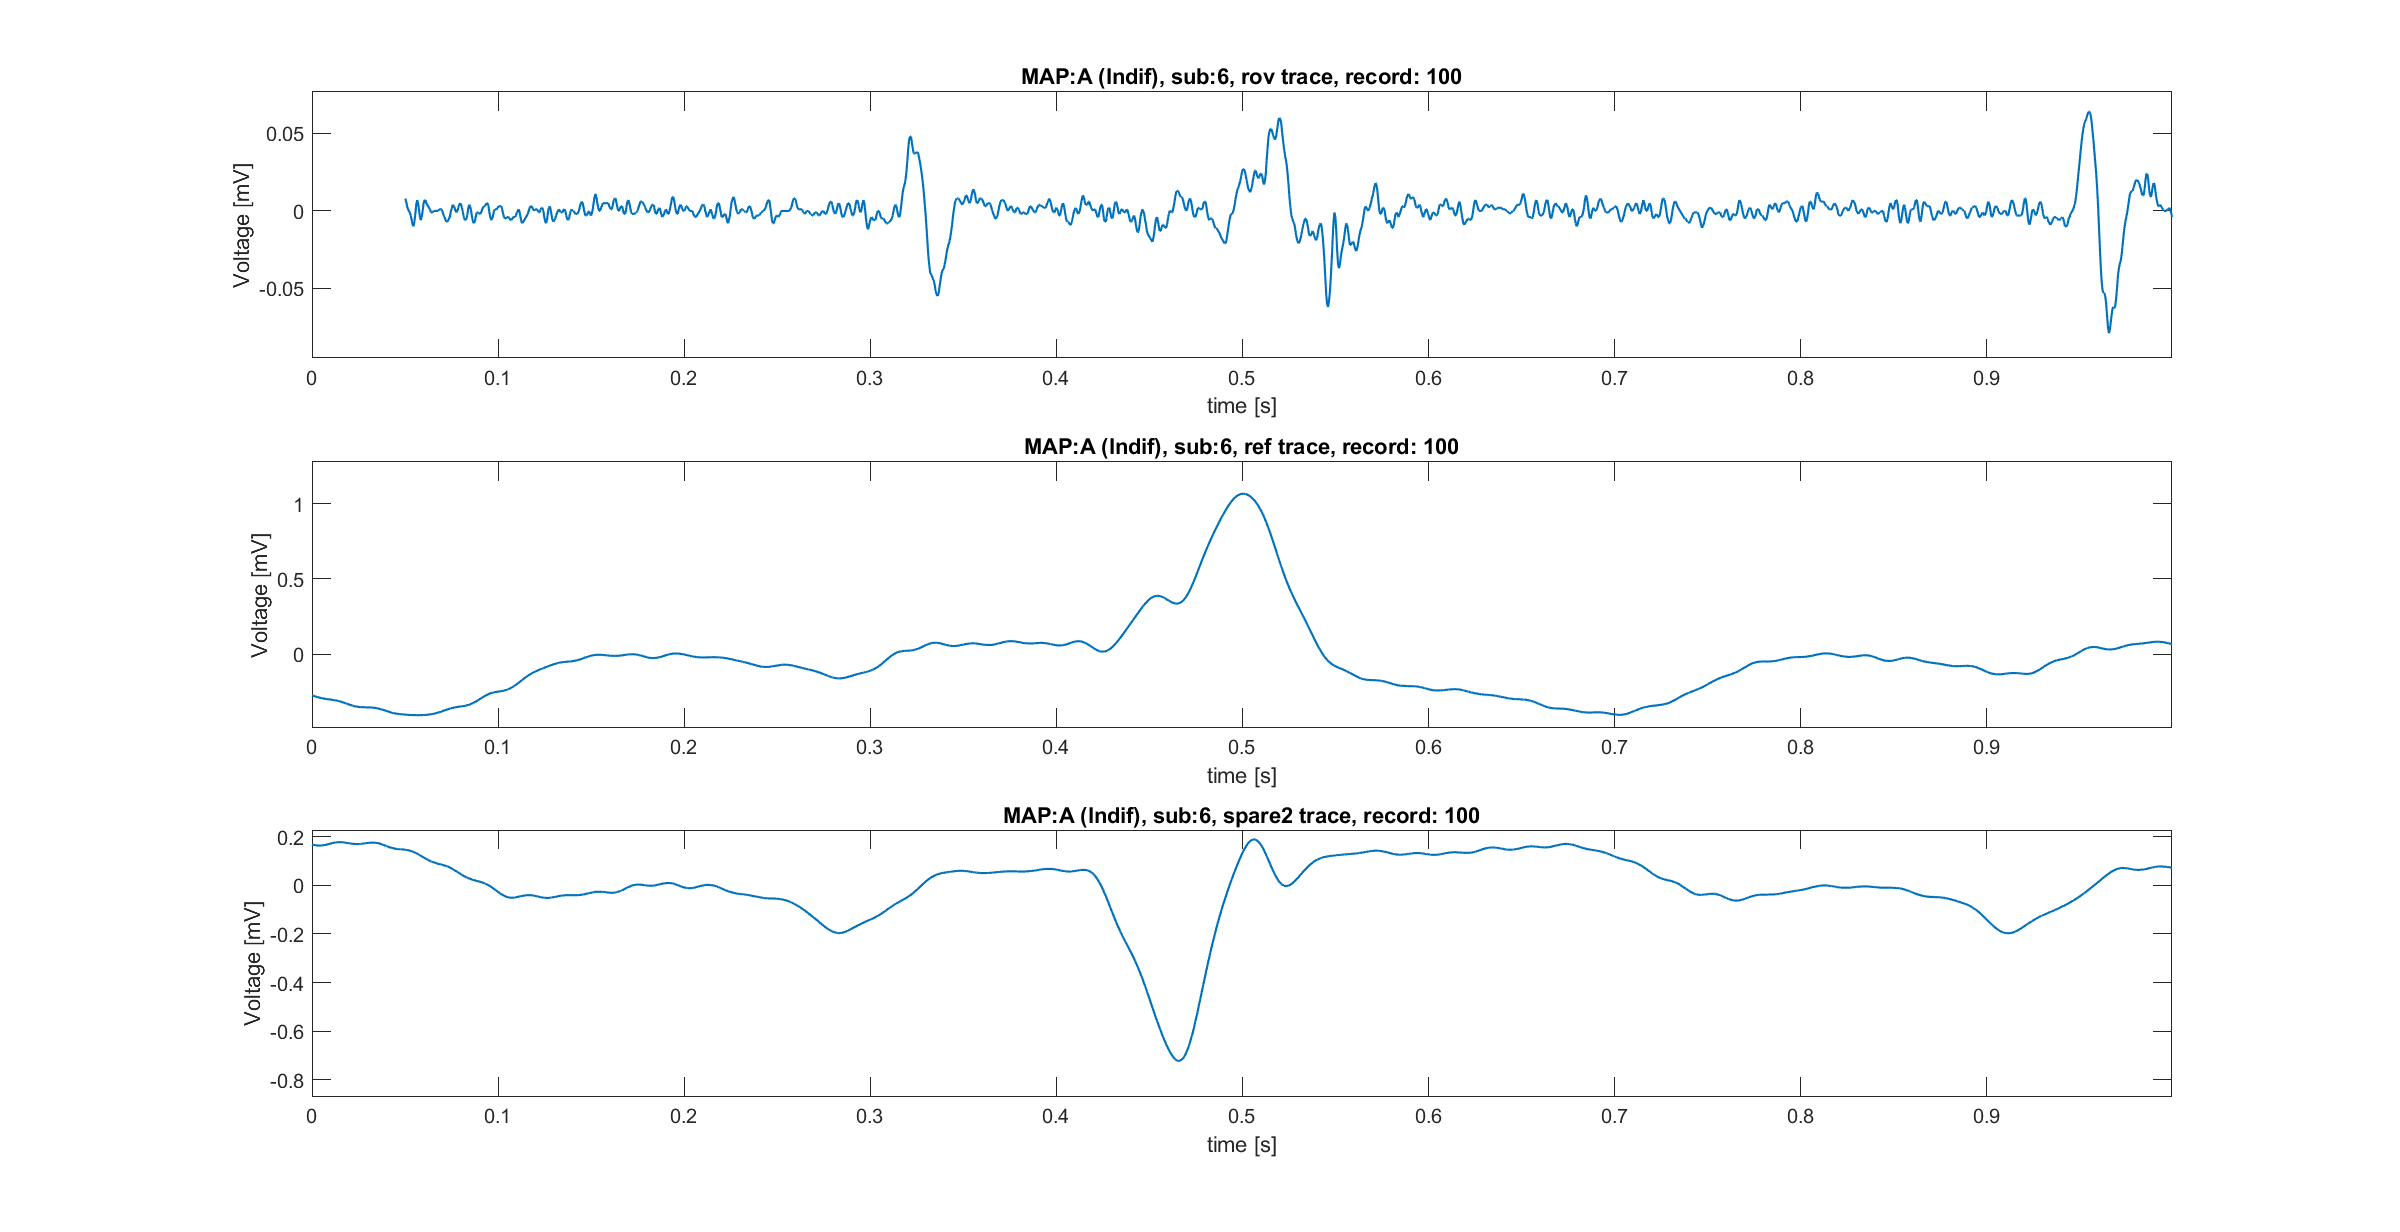 MAP:A (Indif), sub:6, rov trace, record: 100
Voltage [mV]
0.05
0
-0.05
0 0.1 0.2 0.3 0.4 0.5 0.6 0.7 0.8 0.9
time [s]
MAP:A (Indif), sub:6, ref trace, record: 100
Voltage [mV]
1
0.5
0
0 0.1 0.2 0.3 0.4 0.5 0.6 0.7 0.8 0.9
time [s]
MAP:A (Indif), sub:6, spare2 trace, record: 100
Voltage [mV]
0.2
0
-0.2
-0.4
-0.6
-0.8
0 0.1 0.2 0.3 0.4 0.5 0.6 0.7 0.8 0.9
time [s]